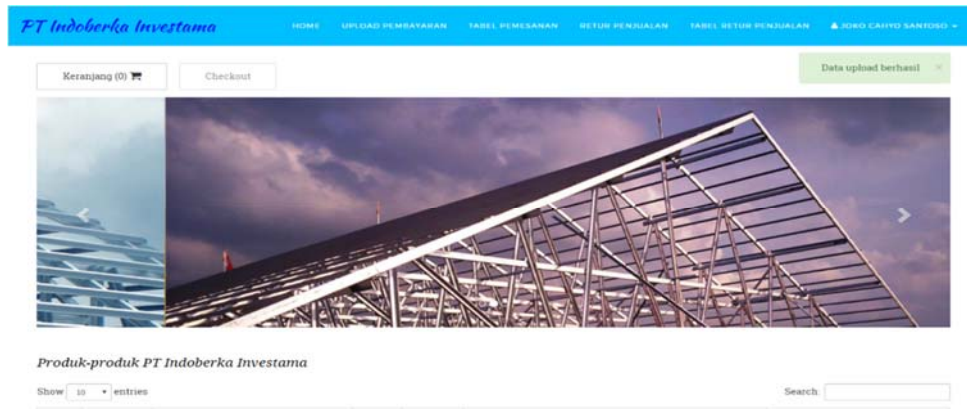 PT Indoberka Investama HOME UPLOAD PEMBAYARAN TABEL PEMESANAN RETUR PENJUALAN TABEL RETUR PENJUALAN JOKO CAHYO SANTOSO
Keranjang (0) Checkout
Data upload berhasil ×
Produk-produk PT Indoberka Investama
Show 10 entries Search: